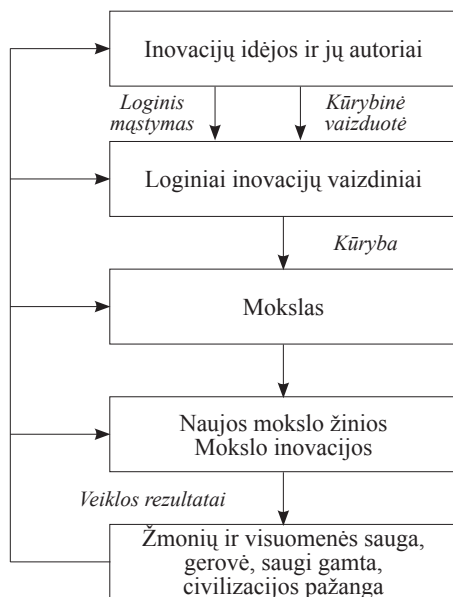 Inovacijų idėjos ir jų autoriai
Loginis
mąstymas
Kūrybinė
vaizduotė
Loginiai inovacijų vaizdiniai
Kūryba
Mokslas
Naujos mokslo žinios
Mokslo inovacijos
Veiklos rezultatai
Žmonių ir visuomenės sauga,
gerovė, saugi gamta,
civilizacijos pažanga